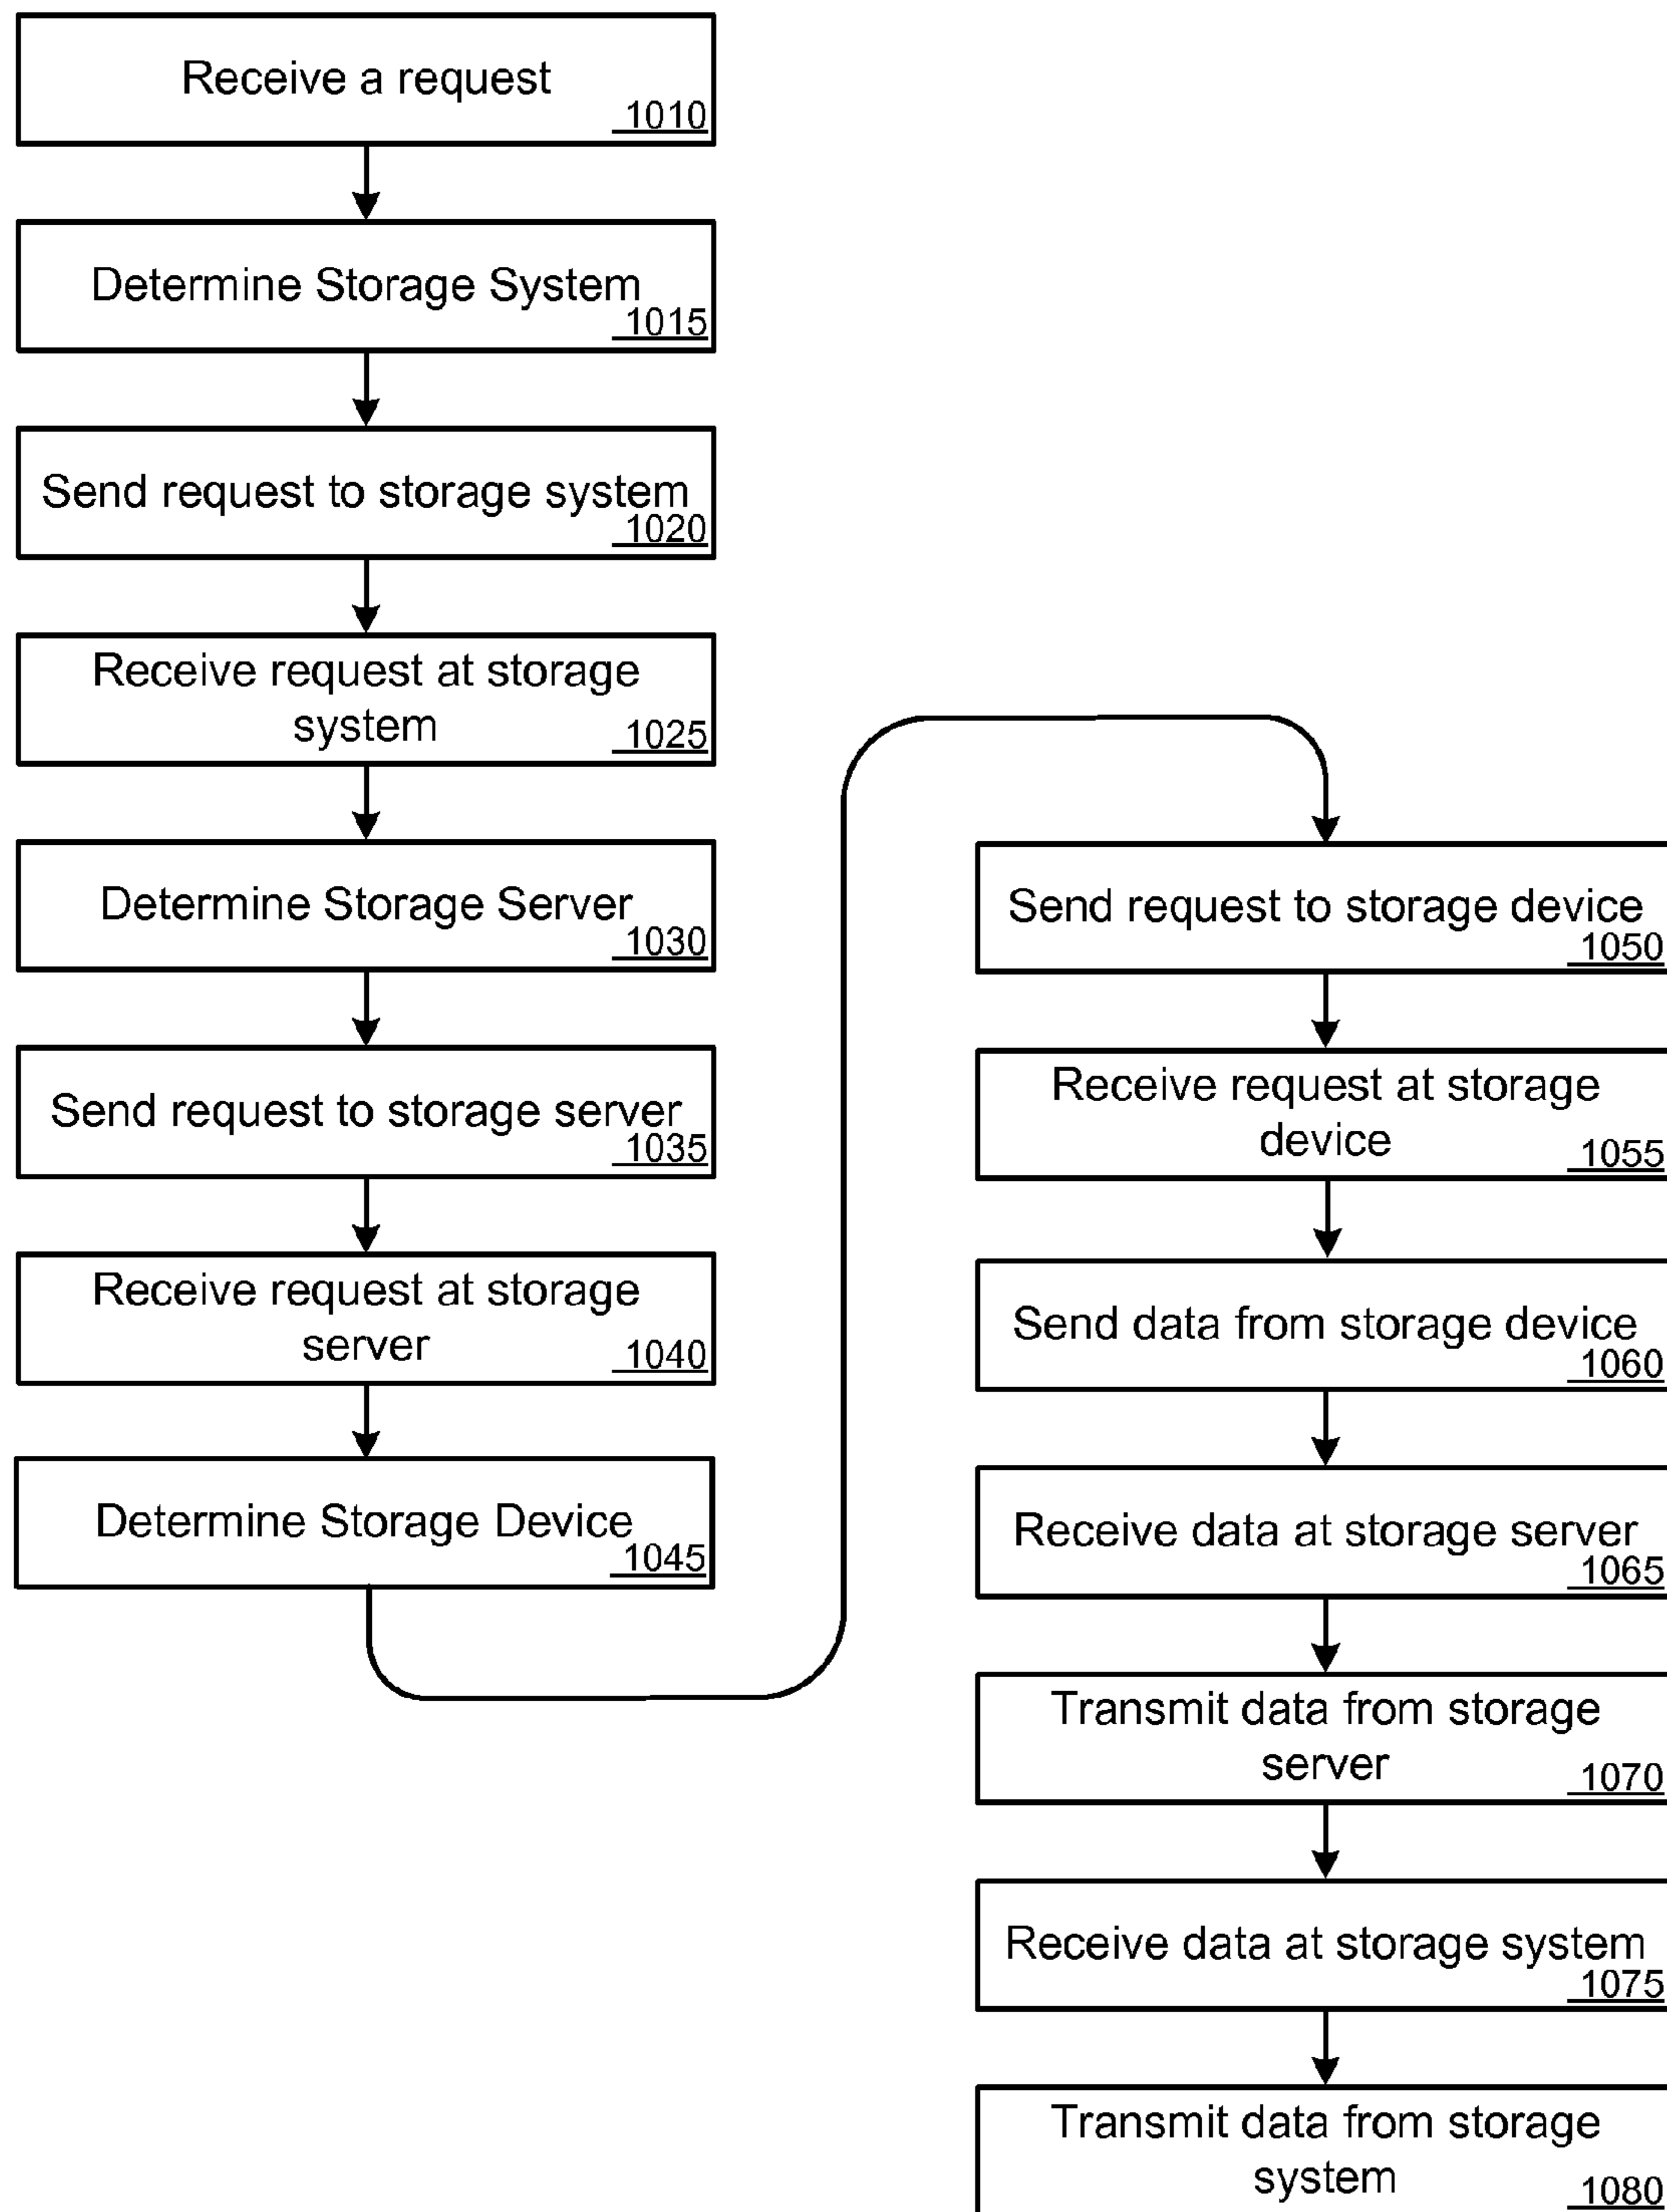 Receive a request
1010
Determine Storage System
1015
Send request to storage system
1020
Receive request at storage
system
1025
Determine Storage Server
1030
Send request to storage server
1035
Receive request at storage
server
1040
Determine Storage Device
1045
Send request to storage device
1050
Receive request at storage
device
1055
Send data from storage device
1060
Receive data at storage server
1065
Transmit data from storage
server
1070
Receive data at storage system
1075
Transmit data from storage
system
1080